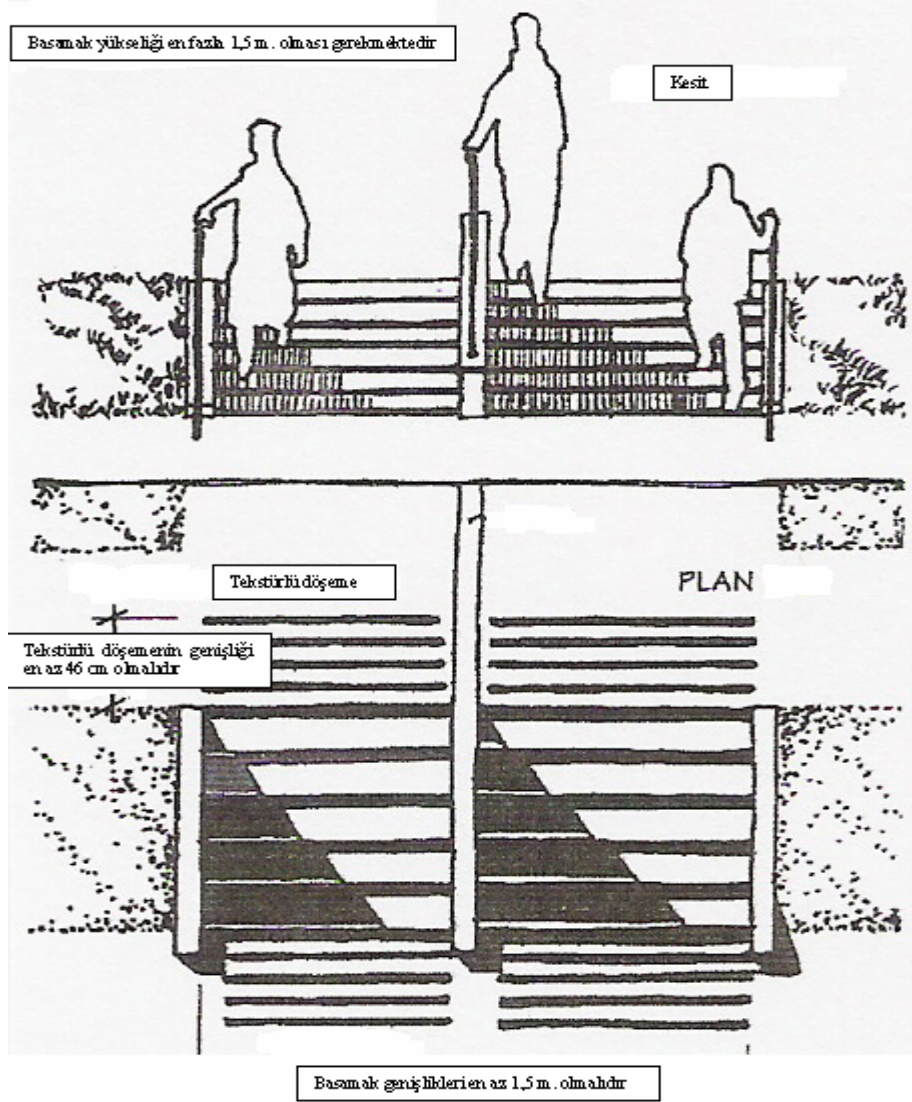 Basamak yükseliği en fazla 1,5 m. olması gerekmektedir
Kesit
Tekstürlü döşeme
PLAN
Tekstürlü döşemenin genişliği
en az 46 cm olmalıdır
Basamak genişlikleri en az 1,5 m. olmalıdır